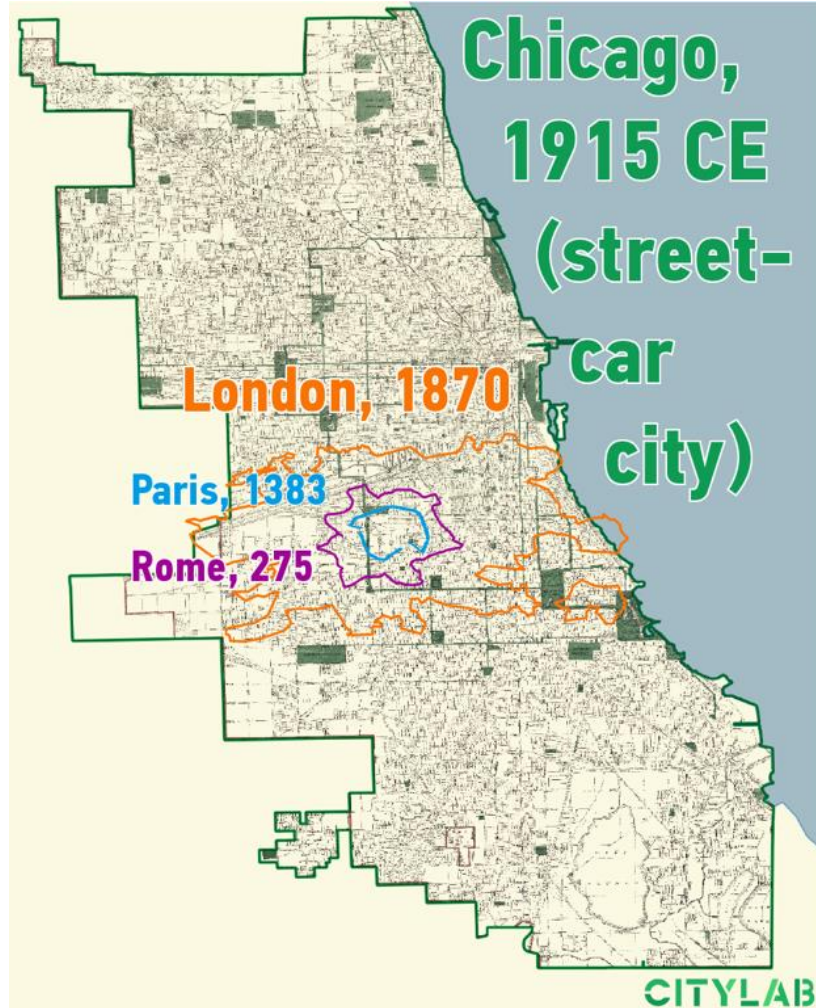 Chicago,
1915 CE
(street-
car
city)
London, 1870
Paris, 1383
Rome, 275
CITYLAB